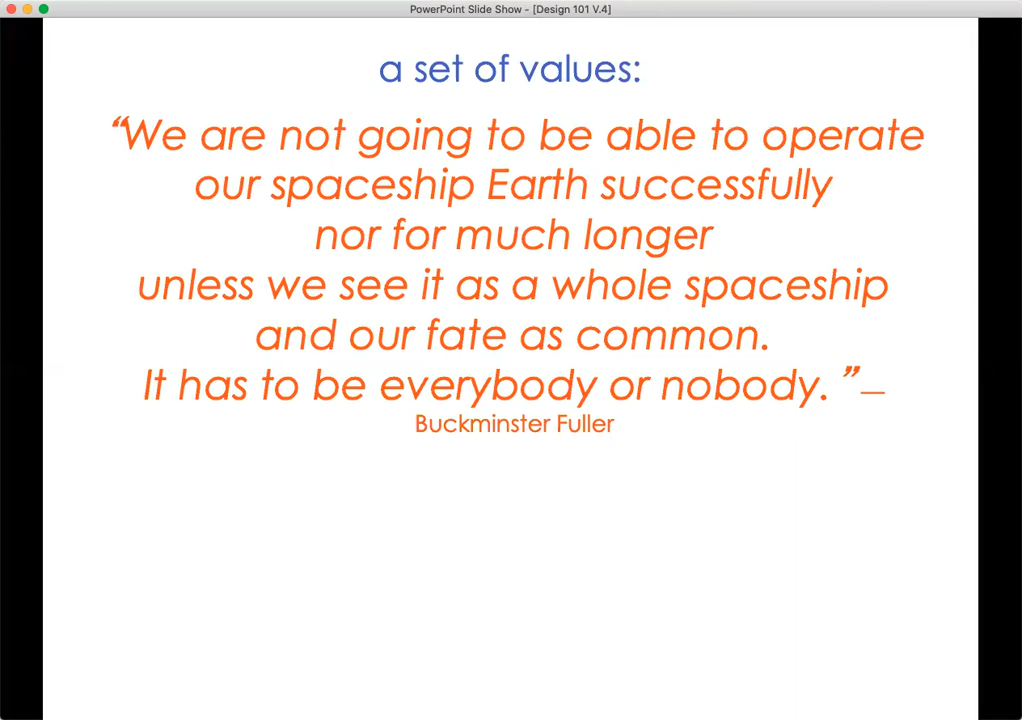 PowerPoint Slide Show - [Design 101 V.4]
a set of values:
“We are not going to be able to operate
our spaceship Earth successfully
nor for much longer
unless we see it as a whole spaceship
and our fate as common.
It has to be everybody or nobody. ” —
Buckminster Fuller